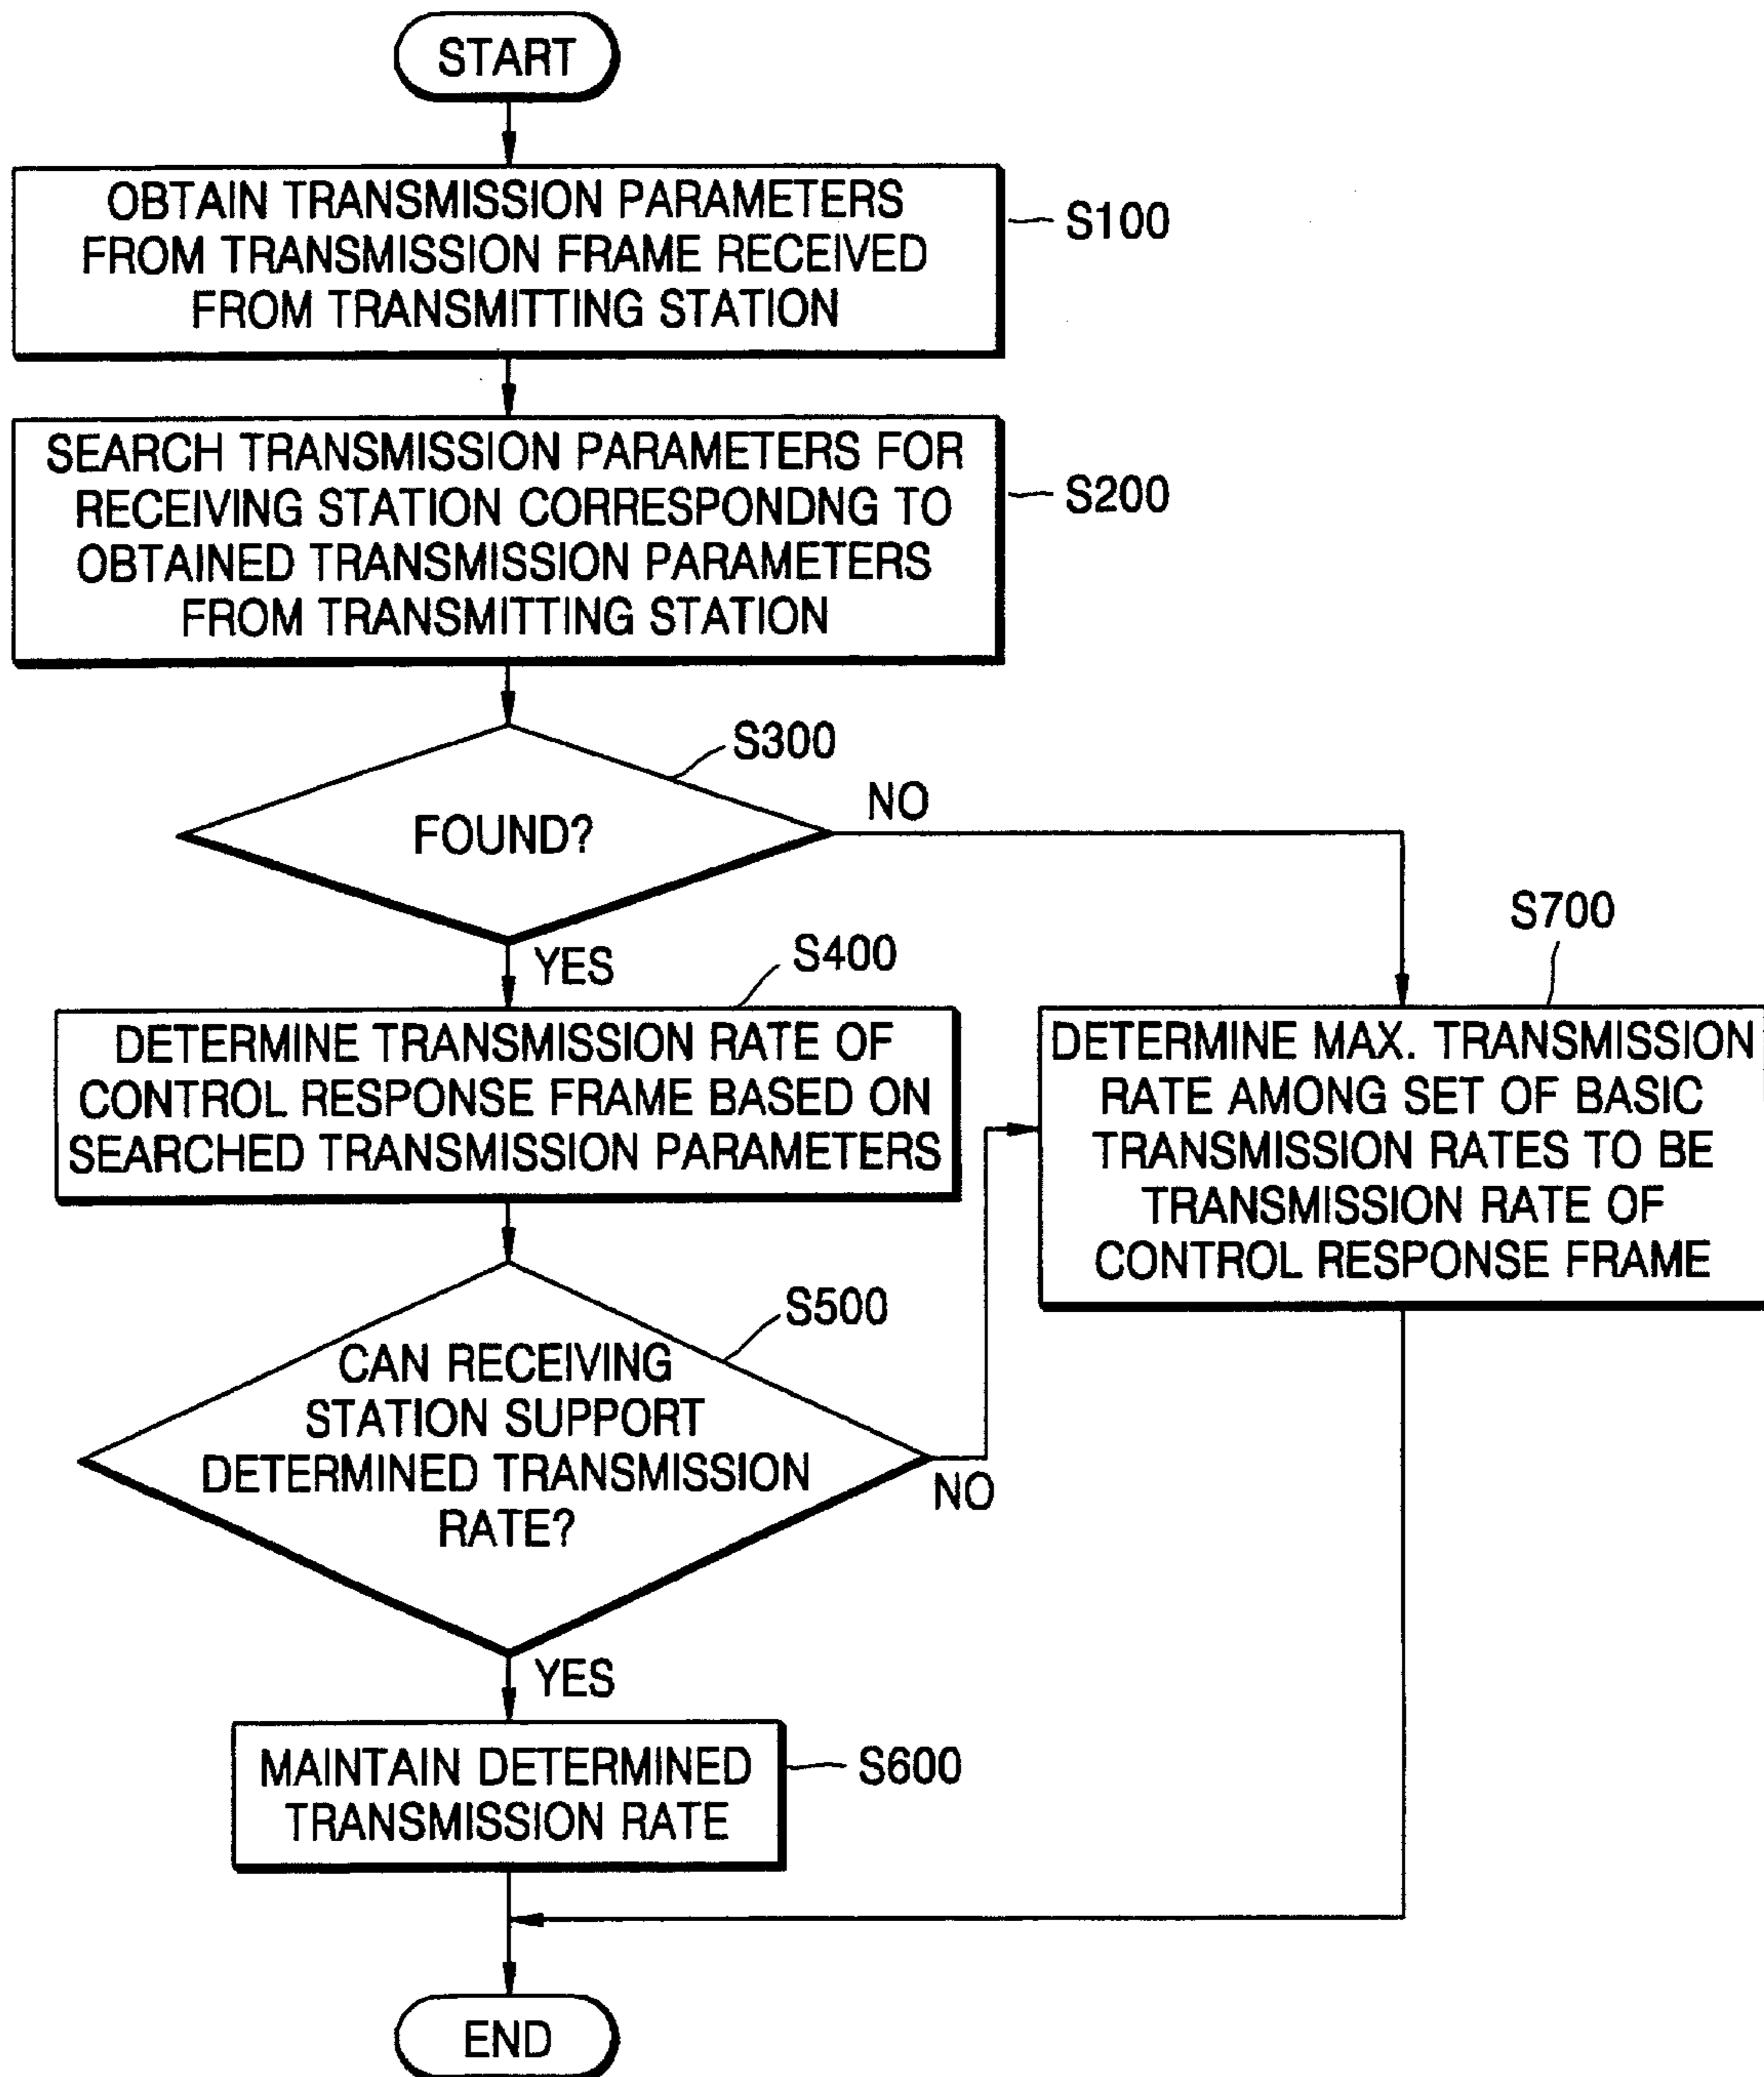 START
OBTAIN TRANSMISSION PARAMETERS
FROM TRANSMISSION FRAME RECEIVED
FROM TRANSMITTING STATION
S100
SEARCH TRANSMISSION PARAMETERS FOR
RECEIVING STATION CORRESPONDNG TO
OBTAINED TRANSMISSION PARAMETERS
FROM TRANSMITTING STATION
S200
S300
FOUND?
NO
YES
S400
DETERMINE TRANSMISSION RATE OF
CONTROL RESPONSE FRAME BASED ON
SEARCHED TRANSMISSION PARAMETERS
S700
DETERMINE MAX. TRANSMISSION
RATE AMONG SET OF BASIC
TRANSMISSION RATES TO BE
TRANSMISSION RATE OF
CONTROL RESPONSE FRAME
S500
CAN RECEIVING
STATION SUPPORT
DETERMINED TRANSMISSION
RATE?
NO
YES
MAINTAIN DETERMINED
TRANSMISSION RATE
S600
END